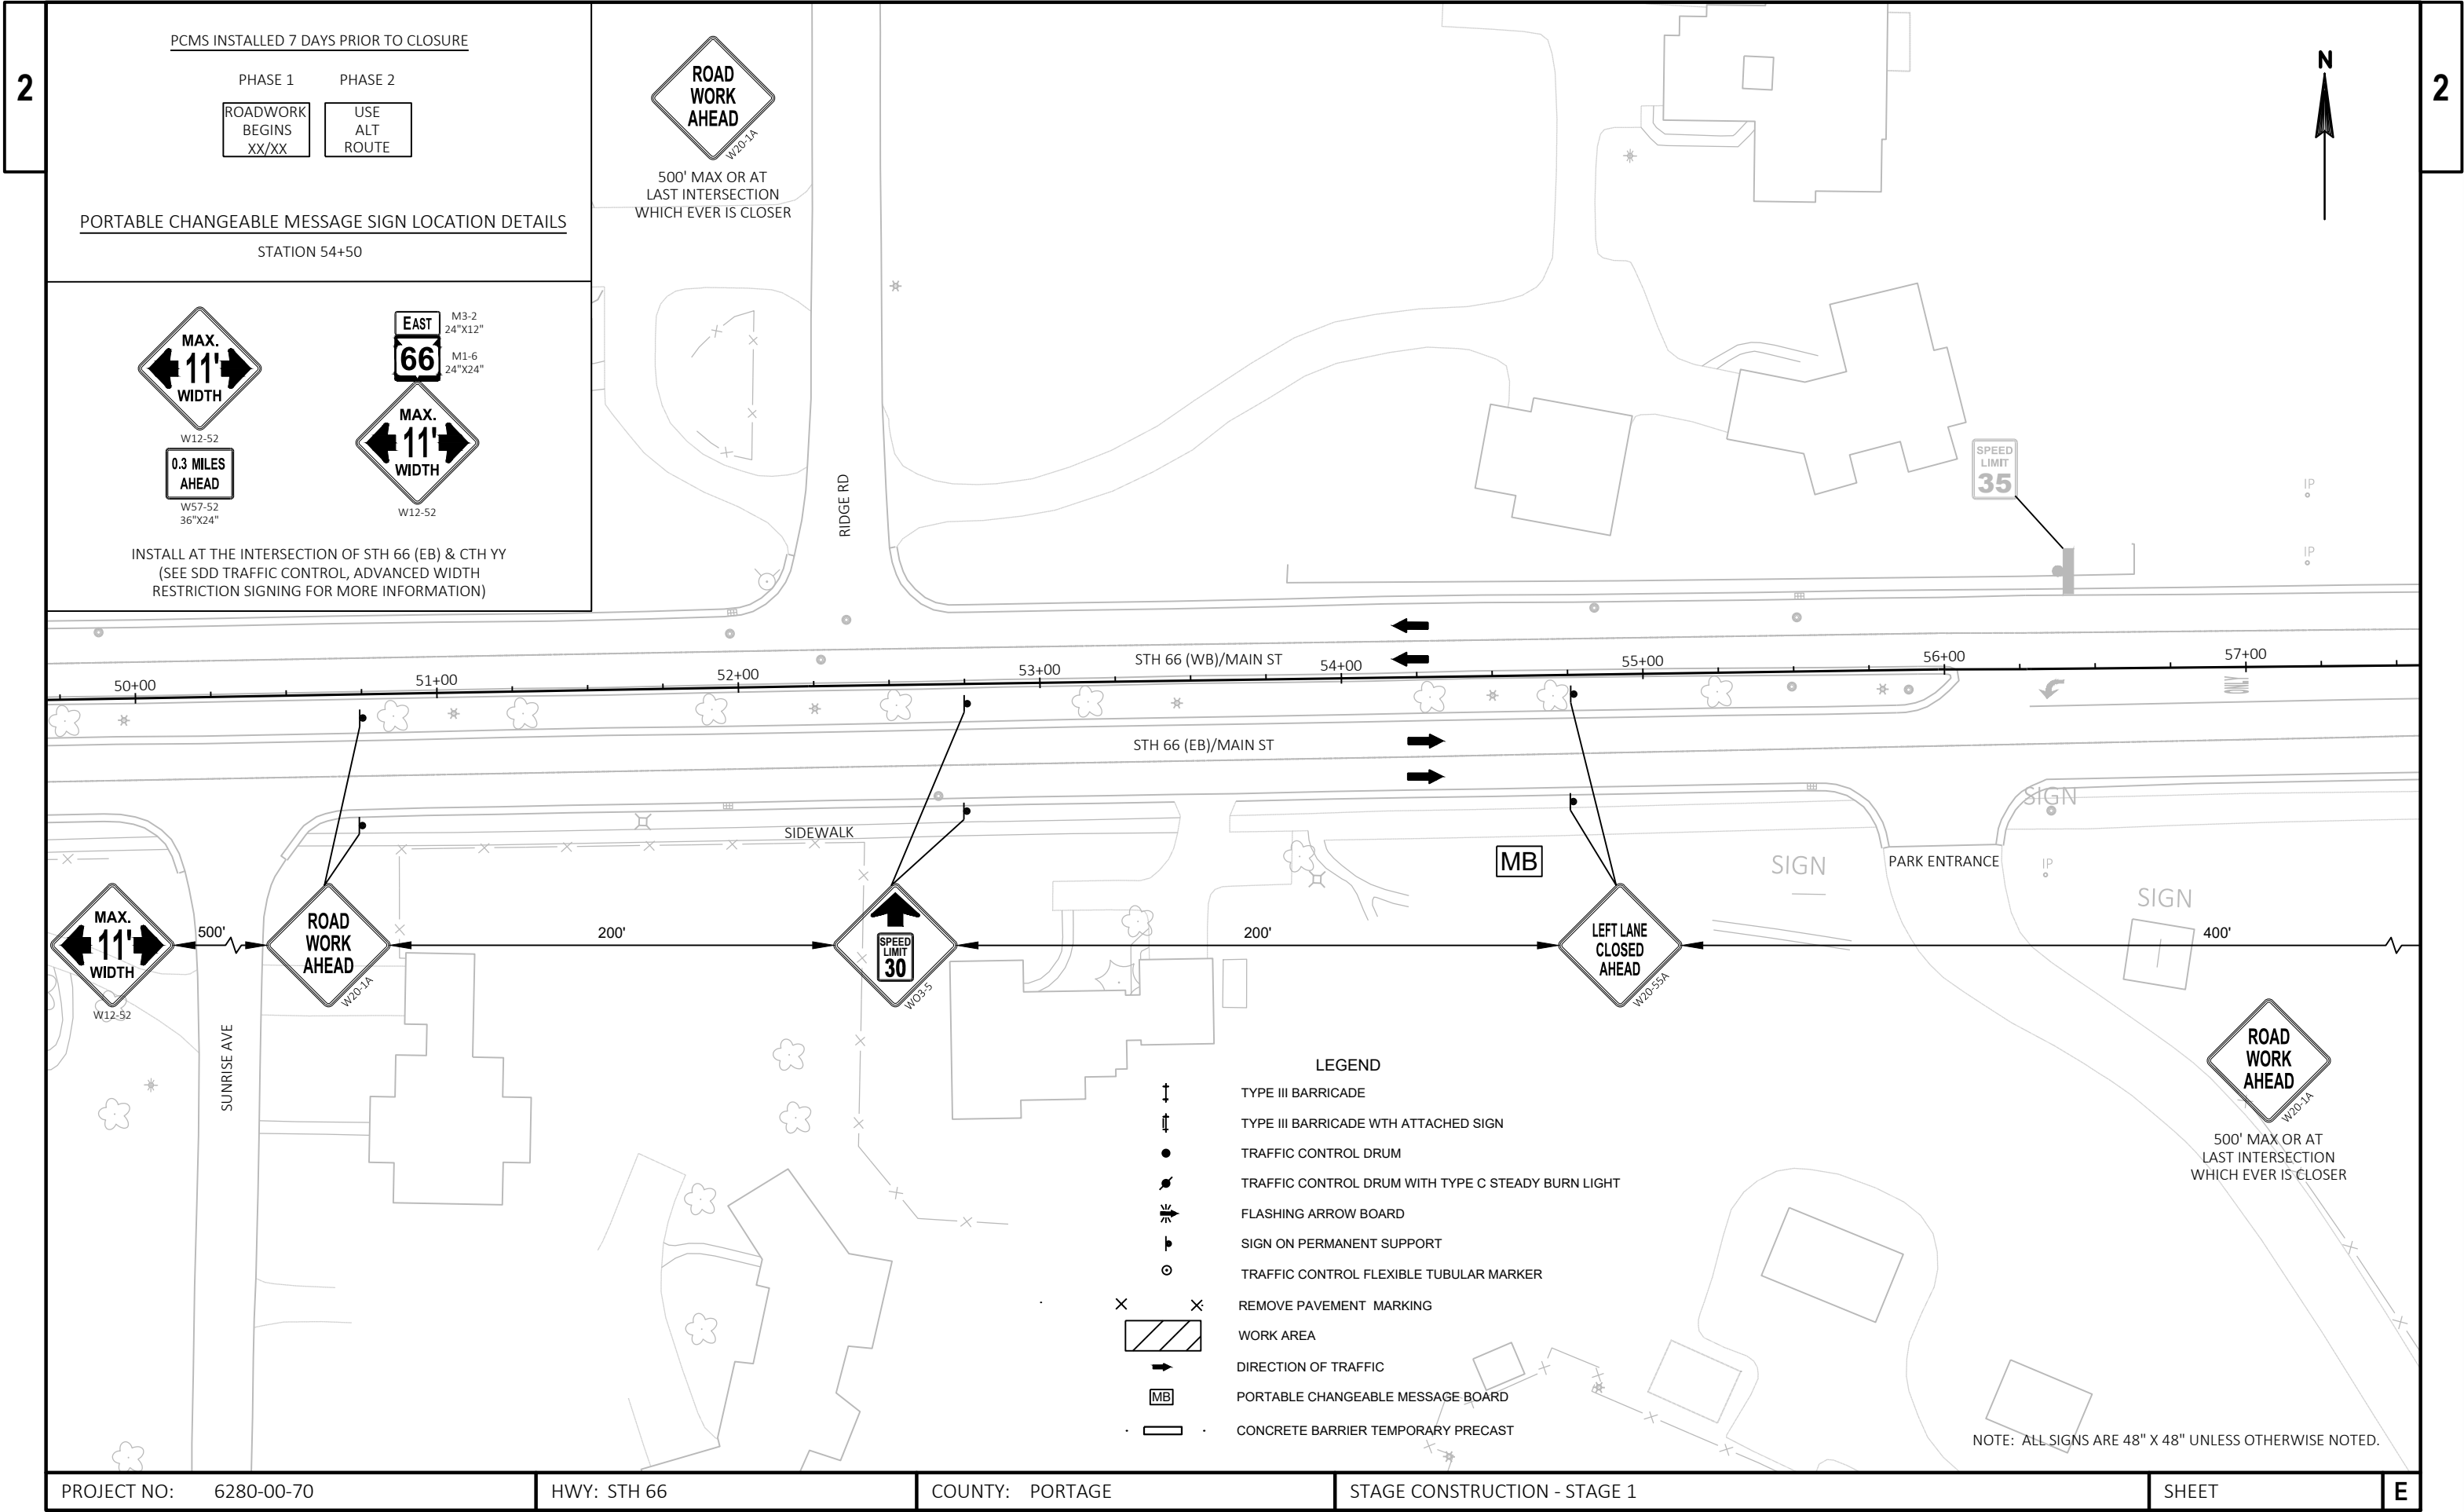 2
2
PCMS INSTALLED 7 DAYS PRIOR TO CLOSURE
PHASE 1
PHASE 2
ROADWORK
BEGINS
XX/XX
USE
ALT
ROUTE
PORTABLE CHANGEABLE MESSAGE SIGN LOCATION DETAILS
STATION 54+50
MAX.
11'
WIDTH
W12-52
0.3 MILES
AHEAD
W57-52
36"X24"
EAST
M3-2
24"X12"
66
M1-6
24"X24"
MAX.
11'
WIDTH
W12-52
INSTALL AT THE INTERSECTION OF STH 66 (EB) & CTH YY
(SEE SDD TRAFFIC CONTROL, ADVANCED WIDTH
RESTRICTION SIGNING FOR MORE INFORMATION)
ROAD
WORK
AHEAD
W20-1A
500' MAX OR AT
LAST INTERSECTION
WHICH EVER IS CLOSER
N
RIDGE RD
SPEED
LIMIT
35
IP
IP
STH 66 (WB)/MAIN ST
50+00
51+00
52+00
53+00
54+00
55+00
56+00
57+00
STH 66 (EB)/MAIN ST
SIDEWALK
SIGN
MB
SIGN
PARK ENTRANCE
IP
SIGN
MAX.
11'
WIDTH
W12-52
500'
ROAD
WORK
AHEAD
W20-1A
200'
SPEED
LIMIT
30
WO3-5
200'
LEFT LANE
CLOSED
AHEAD
W20-55A
400'
SUNRISE AVE
ROAD
WORK
AHEAD
W20-1A
500' MAX OR AT
LAST INTERSECTION
WHICH EVER IS CLOSER
LEGEND
TYPE III BARRICADE
TYPE III BARRICADE WTH ATTACHED SIGN
TRAFFIC CONTROL DRUM
TRAFFIC CONTROL DRUM WITH TYPE C STEADY BURN LIGHT
FLASHING ARROW BOARD
SIGN ON PERMANENT SUPPORT
TRAFFIC CONTROL FLEXIBLE TUBULAR MARKER
REMOVE PAVEMENT MARKING
WORK AREA
DIRECTION OF TRAFFIC
MB PORTABLE CHANGEABLE MESSAGE BOARD
CONCRETE BARRIER TEMPORARY PRECAST
NOTE: ALL SIGNS ARE 48" X 48" UNLESS OTHERWISE NOTED.
PROJECT NO: 6280-00-70
HWY: STH 66
COUNTY: PORTAGE
STAGE CONSTRUCTION - STAGE 1
SHEET
E